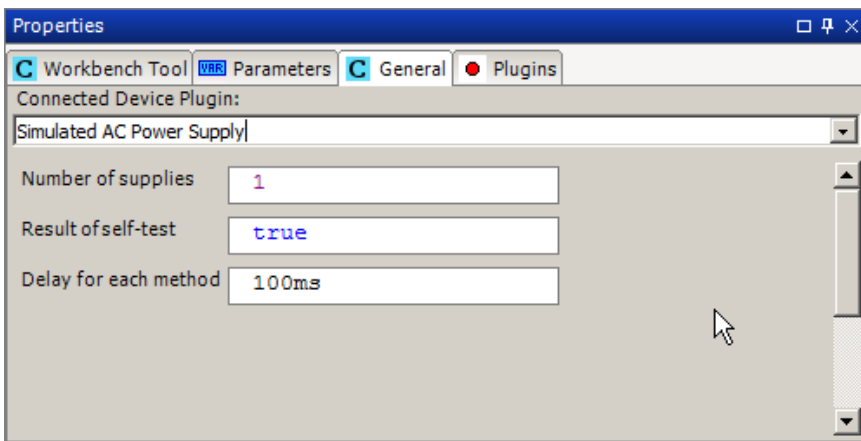 Properties
C Workbench Tool VAR Parameters C General Plugins
Connected Device Plugin:
Simulated AC Power Supply
Number of supplies 1
Result of self-test true
Delay for each method 100ms